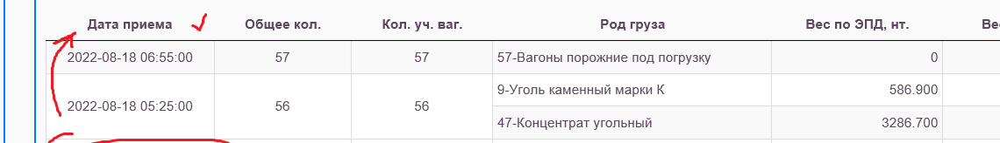 Дата приема Общее кол. Кол. уч. ваг. Род груза Вес по ЭПД, нт. Ве
2022-08-18 06:55:00 57 57 57-Вагоны порожние под погрузку 0
9-Уголь каменный марки К 586.900
2022-08-18 05:25:00 56 56
47-Концентрат угольный 3286.700